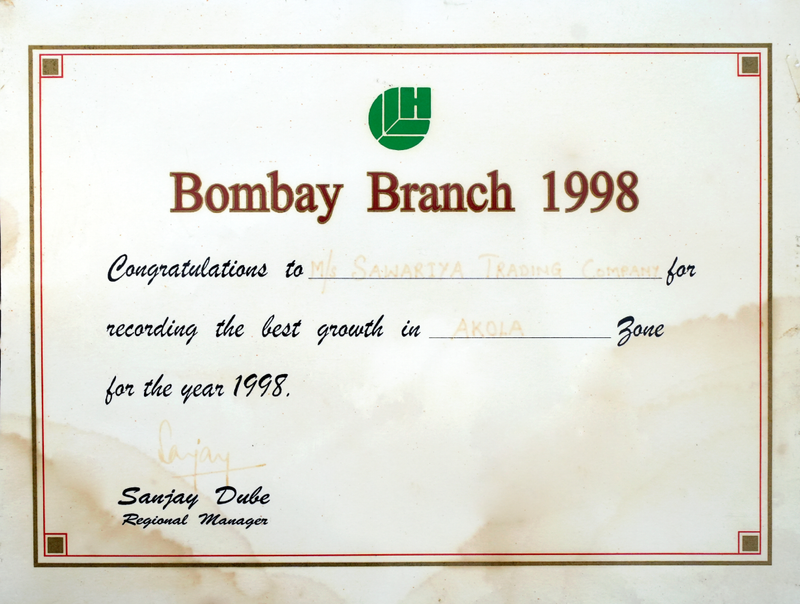 Bombay Branch 1998
Congratulations to M/s SAWARIYA TRADING COMPANY for
recording the best growth in AKOLA Zone
for the year 1998.
Sanjay
Sanjay Dube
Regional Manager